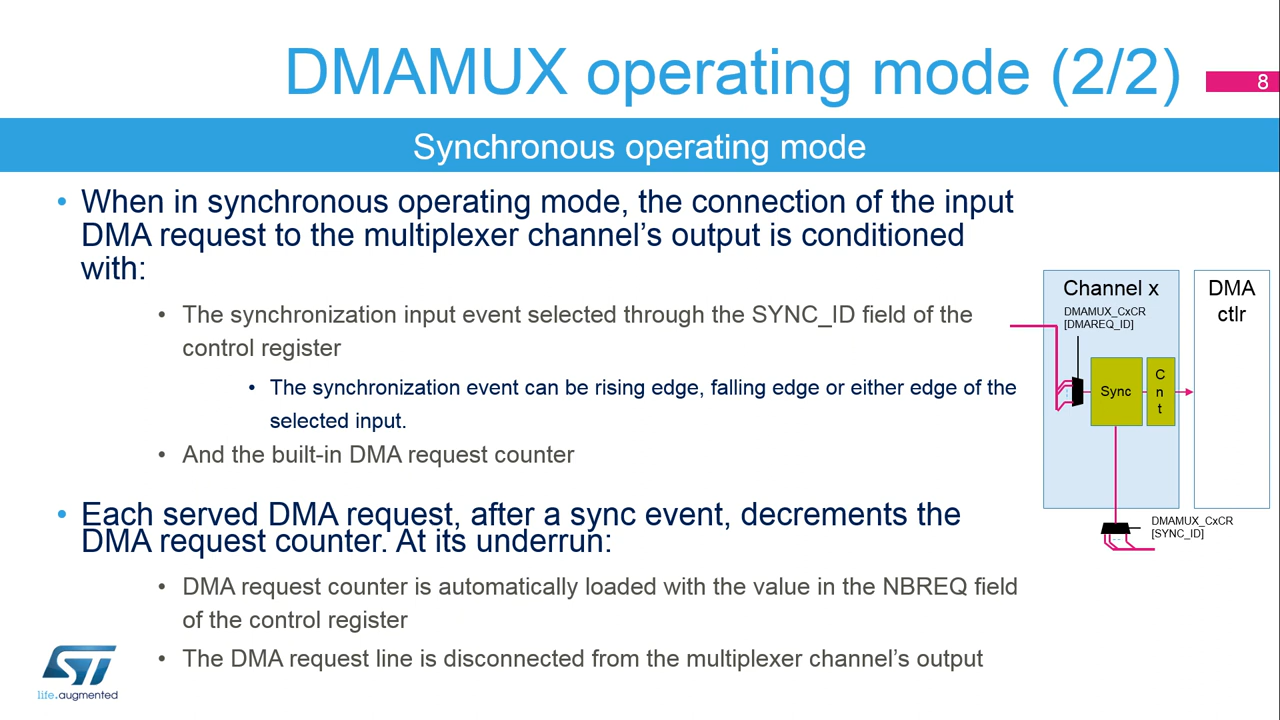 DMAMUX operating mode (2/2)
8
Synchronous operating mode
• When in synchronous operating mode, the connection of the input
DMA request to the multiplexer channel’s output is conditioned
with:
• The synchronization input event selected through the SYNC_ID field of the
control register
• The synchronization event can be rising edge, falling edge or either edge of the
selected input.
• And the built-in DMA request counter
• Each served DMA request, after a sync event, decrements the
DMA request counter. At its underrun:
• DMA request counter is automatically loaded with the value in the NBREQ field
of the control register
• The DMA request line is disconnected from the multiplexer channel’s output
Channel x
DMAMUX_CxCR
[DMAREQ_ID]
Sync
C
n
t
DMA
ctlr
DMAMUX_CxCR
[SYNC_ID]
ST
life.augmented